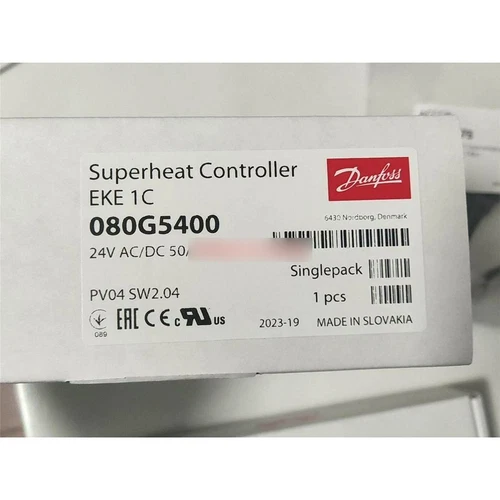 Superheat Controller
EKE 1C
080G5400
24V AC/DC 50/
Danfoss
6430 Nordborg, Denmark
Singlepack
1 pcs
PV04 SW2.04
089
EAC CE c RU us
2023-19
MADE IN SLOVAKIA